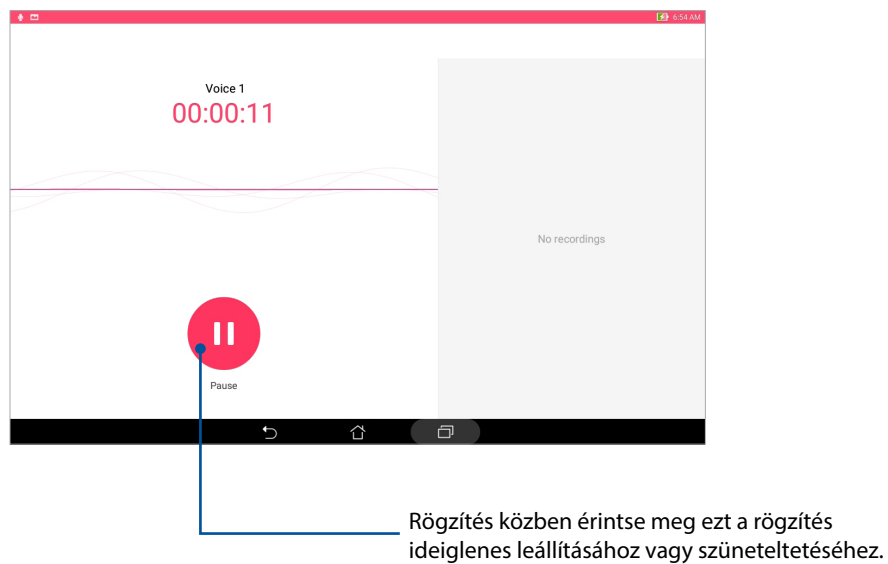 6:54 AM
Voice 1
00:00:11
No recordings
Pause
Rögzítés közben érintse meg ezt a rögzítés
ideiglenes leállításához vagy szüneteltetéséhez.